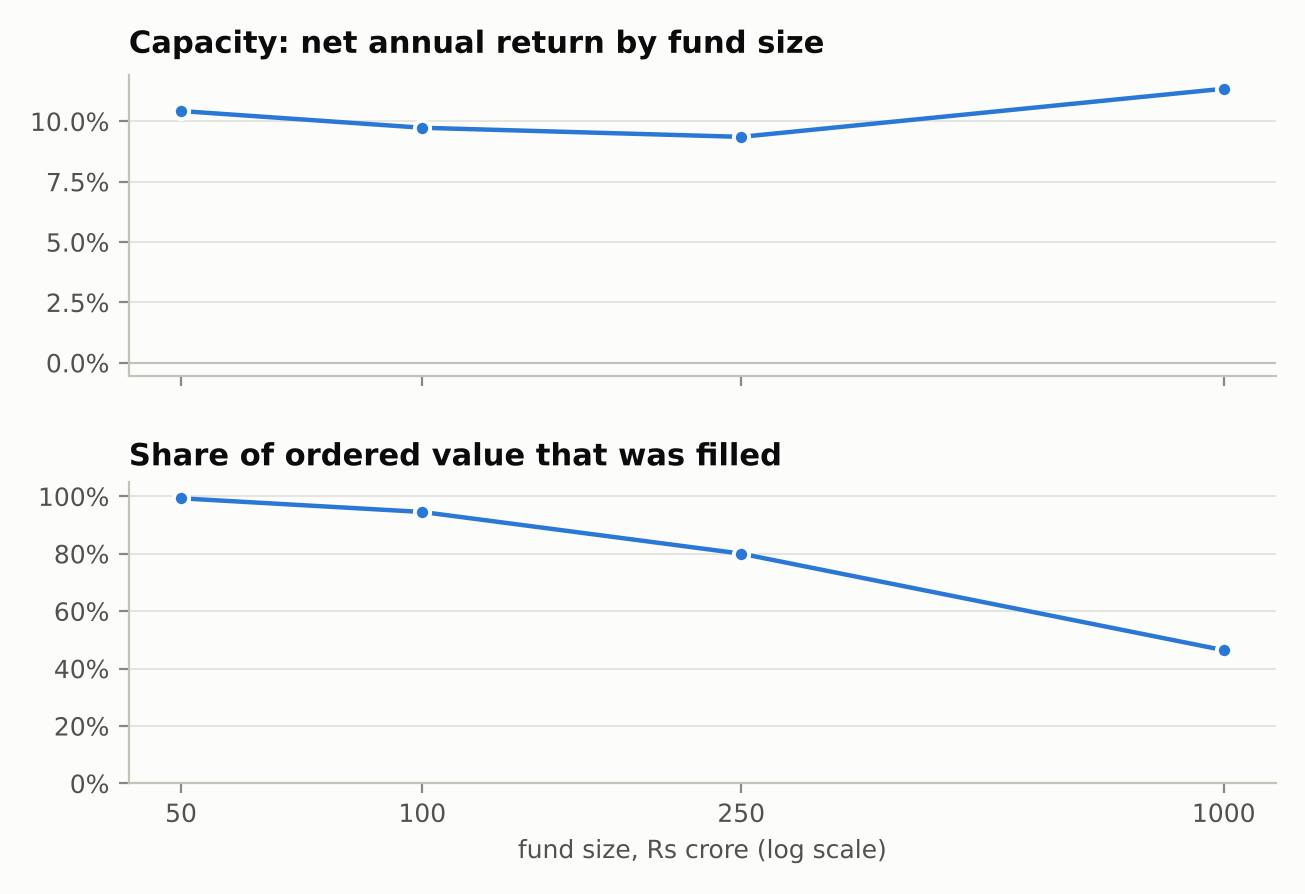 Capacity: net annual return by fund size
10.0%
7.5%
5.0%
2.5%
0.0%
Share of ordered value that was filled
100%
80%
60%
40%
20%
0%
50 100 250 1000
fund size, Rs crore (log scale)